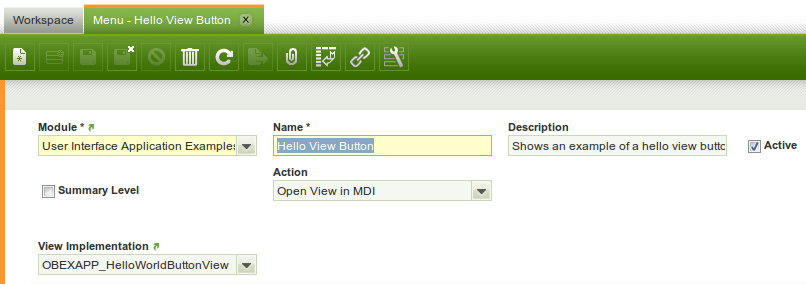 Workspace
Menu - Hello View Button
Module *
Name *
Description
User Interface Application Examples
Hello View Button
Shows an example of a hello view butto
Active
Summary Level
Action
Open View in MDI
View Implementation
OBEXAPP_HelloWorldButtonView